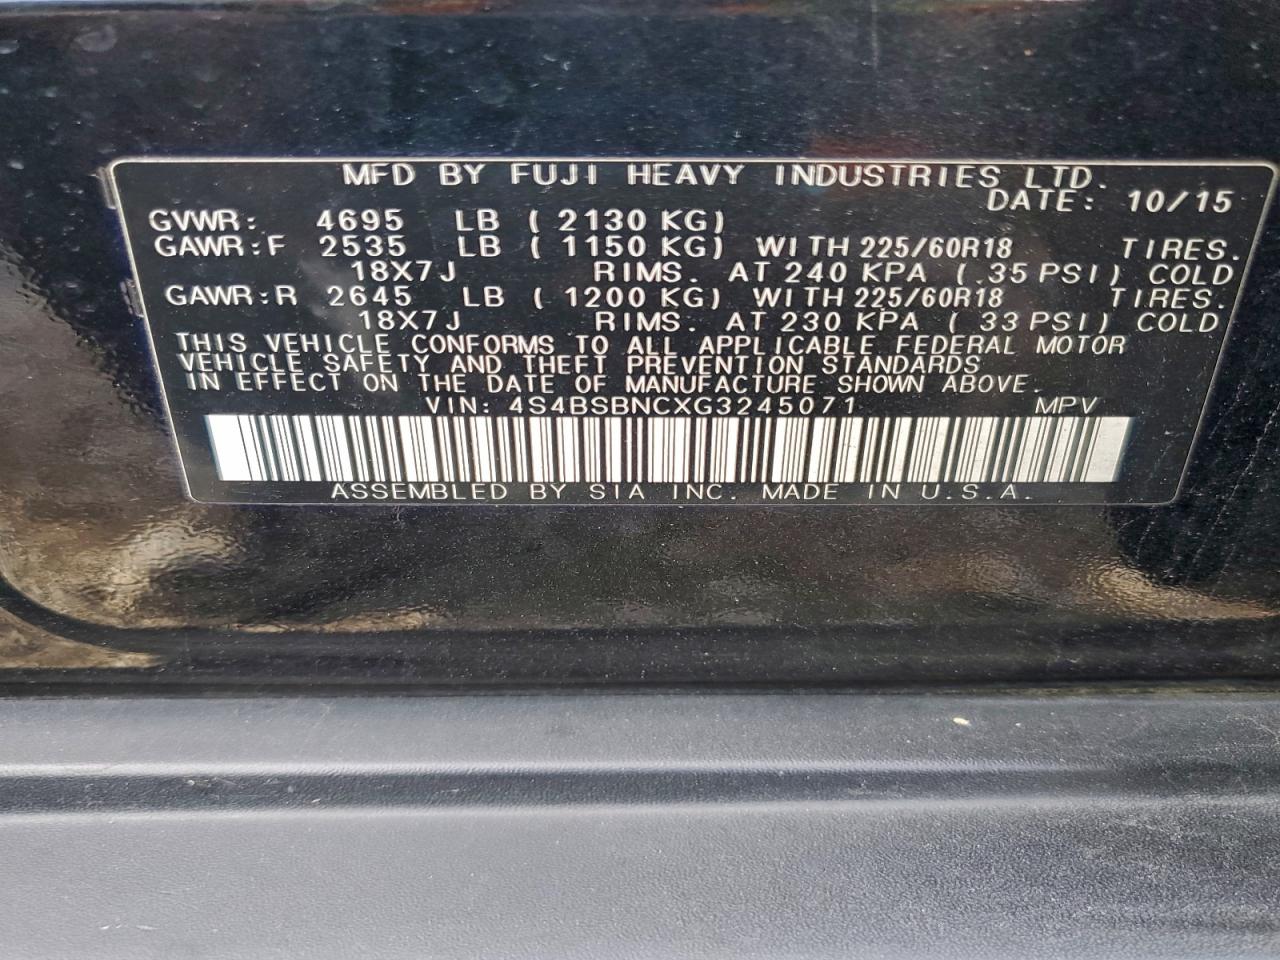 MFD BY FUJI HEAVY INDUSTRIES LTD.
DATE: 10/15
GVWR: 4695 LB ( 2130 KG)
GAWR:F 2535 LB ( 1150 KG) WITH 225/60R18 TIRES.
18X7J RIMS. AT 240 KPA ( 35 PSI) COLD
GAWR:R 2645 LB ( 1200 KG) WITH 225/60R18 TIRES.
18X7J RIMS. AT 230 KPA ( 33 PSI) COLD
THIS VEHICLE CONFORMS TO ALL APPLICABLE FEDERAL MOTOR
VEHICLE SAFETY AND THEFT PREVENTION STANDARDS
IN EFFECT ON THE DATE OF MANUFACTURE SHOWN ABOVE.
VIN: 4S4BSBNCXG3245071 MPV
ASSEMBLED BY SIA INC. MADE IN U.S.A.